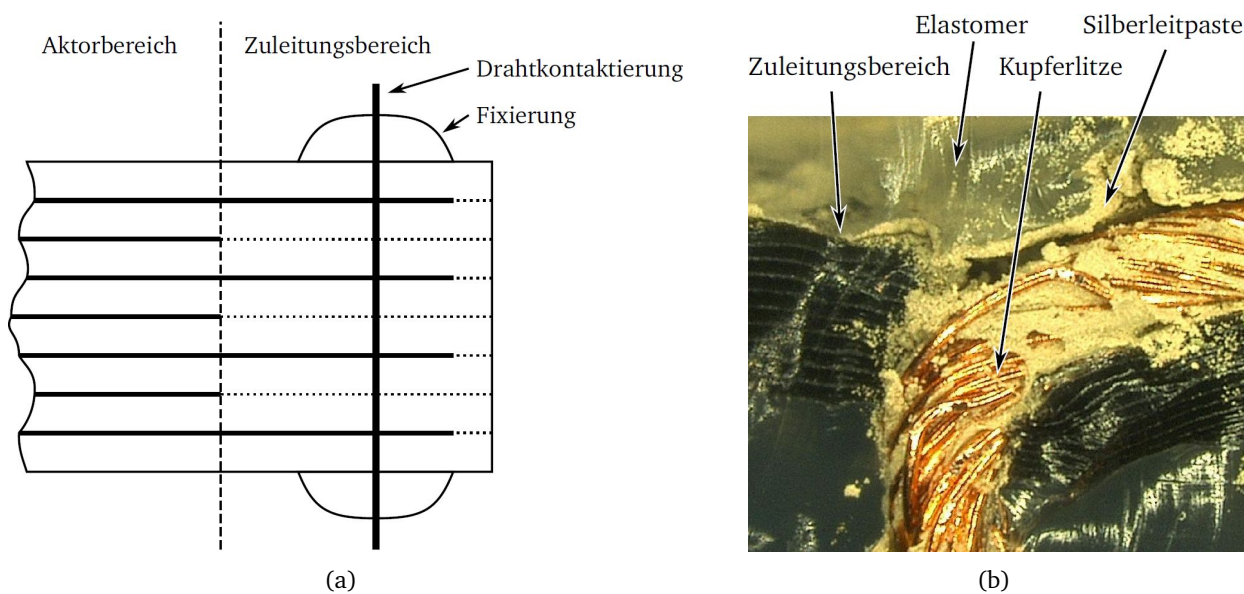 Aktorbereich
Zuleitungsbereich
Drahtkontaktierung
Fixierung
(a)
Elastomer
Silberleitpaste
Zuleitungsbereich
Kupferlitze
(b)